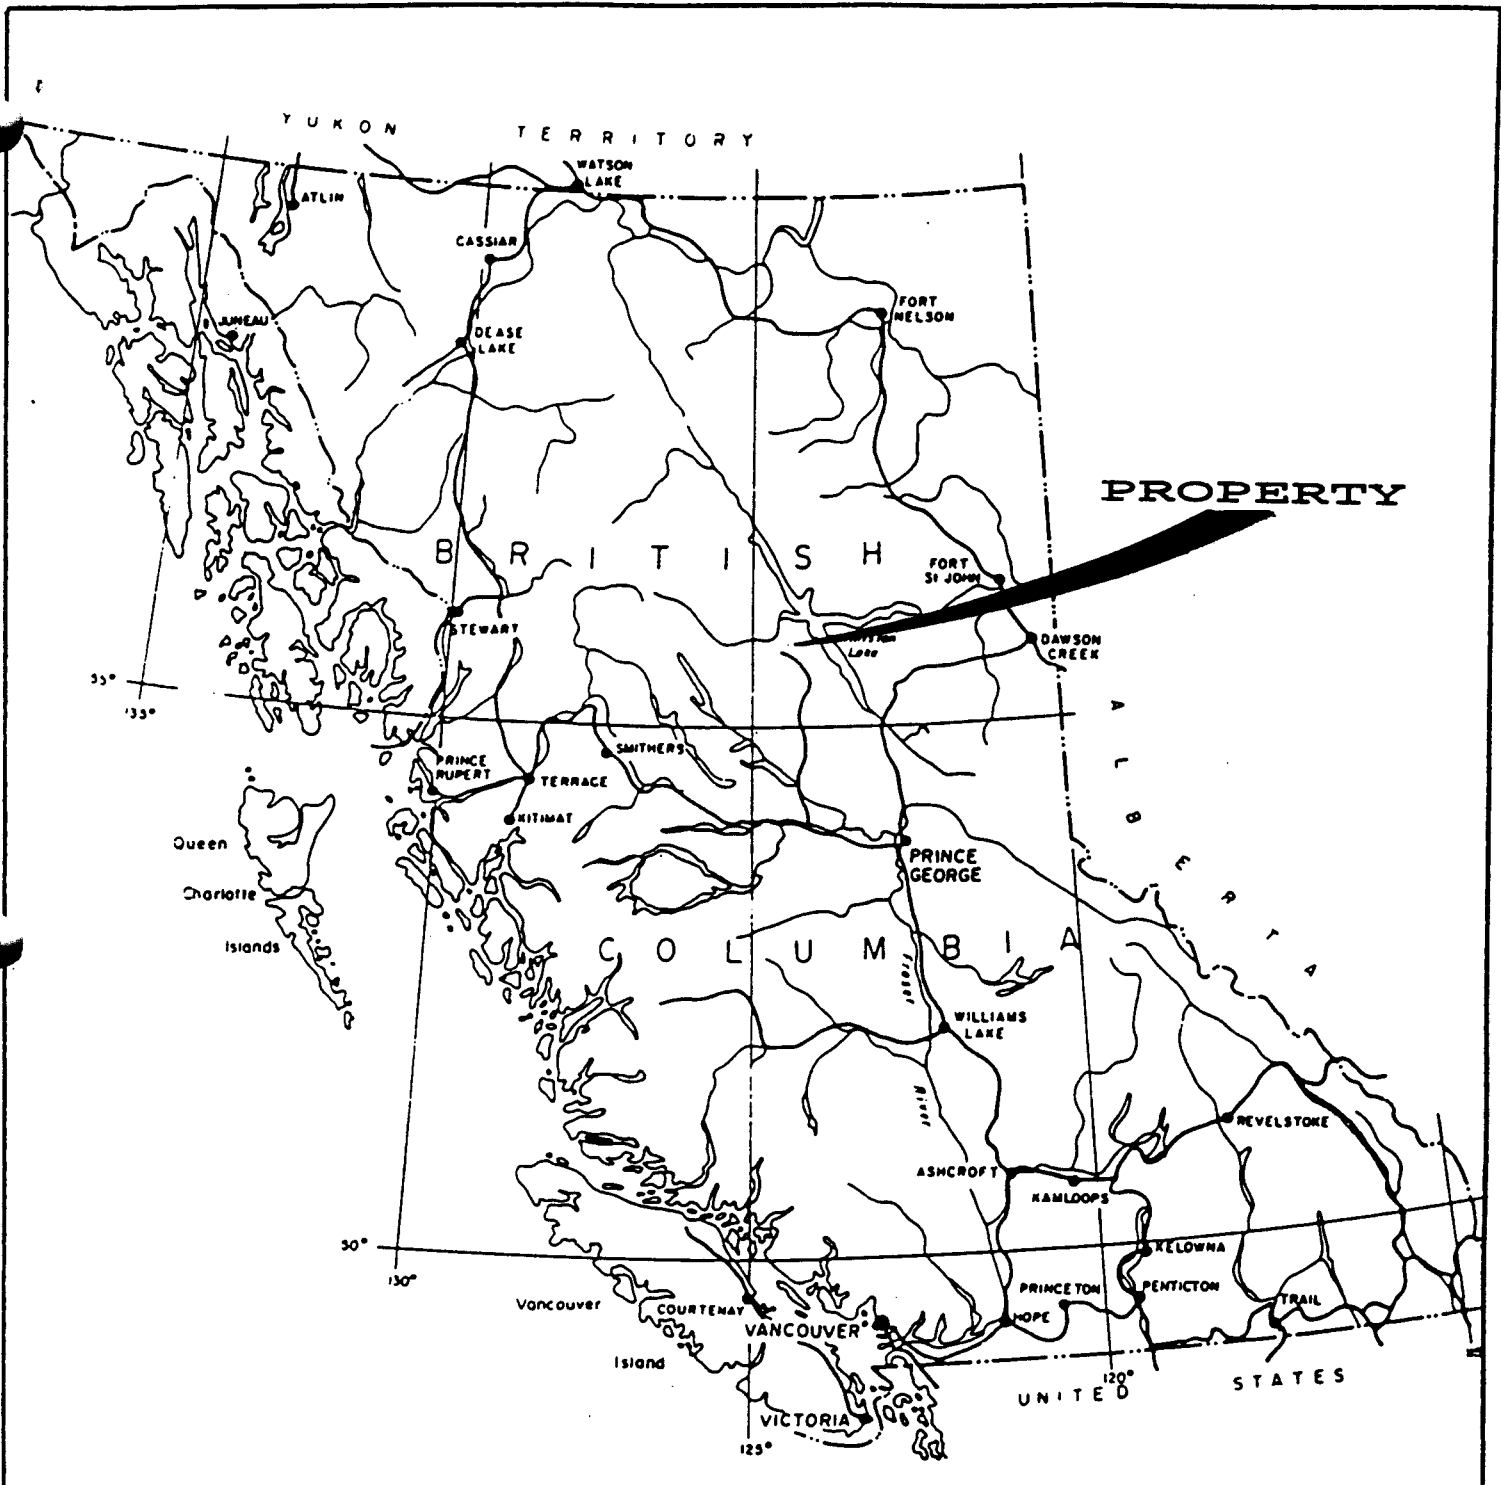 YUKON TERRITORY
WATSON
LAKE
ATLIN
CASSIAR
FORT
NELSON
JUNEAU
DEASE
LAKE
PROPERTY
BRITISH
FORT
St JOHN
STEWART
DAWSON
CREEK
Lake
55°
135°
ALBERTA
SMITHERS
PRINCE
RUPERT
TERRACE
KITIMAT
Queen
Charlotte
Islands
PRINCE
GEORGE
COLUMBIA
Fraser
River
WILLIAMS
LAKE
REVELSTOKE
ASHCROFT
KAMLOOPS
50°
130°
KELOWNA
PRINCETON
PENTICTON
Vancouver
Island
COURTENAY
VANCOUVER
HOPE
TRAIL
120°
UNITED STATES
VICTORIA
125°